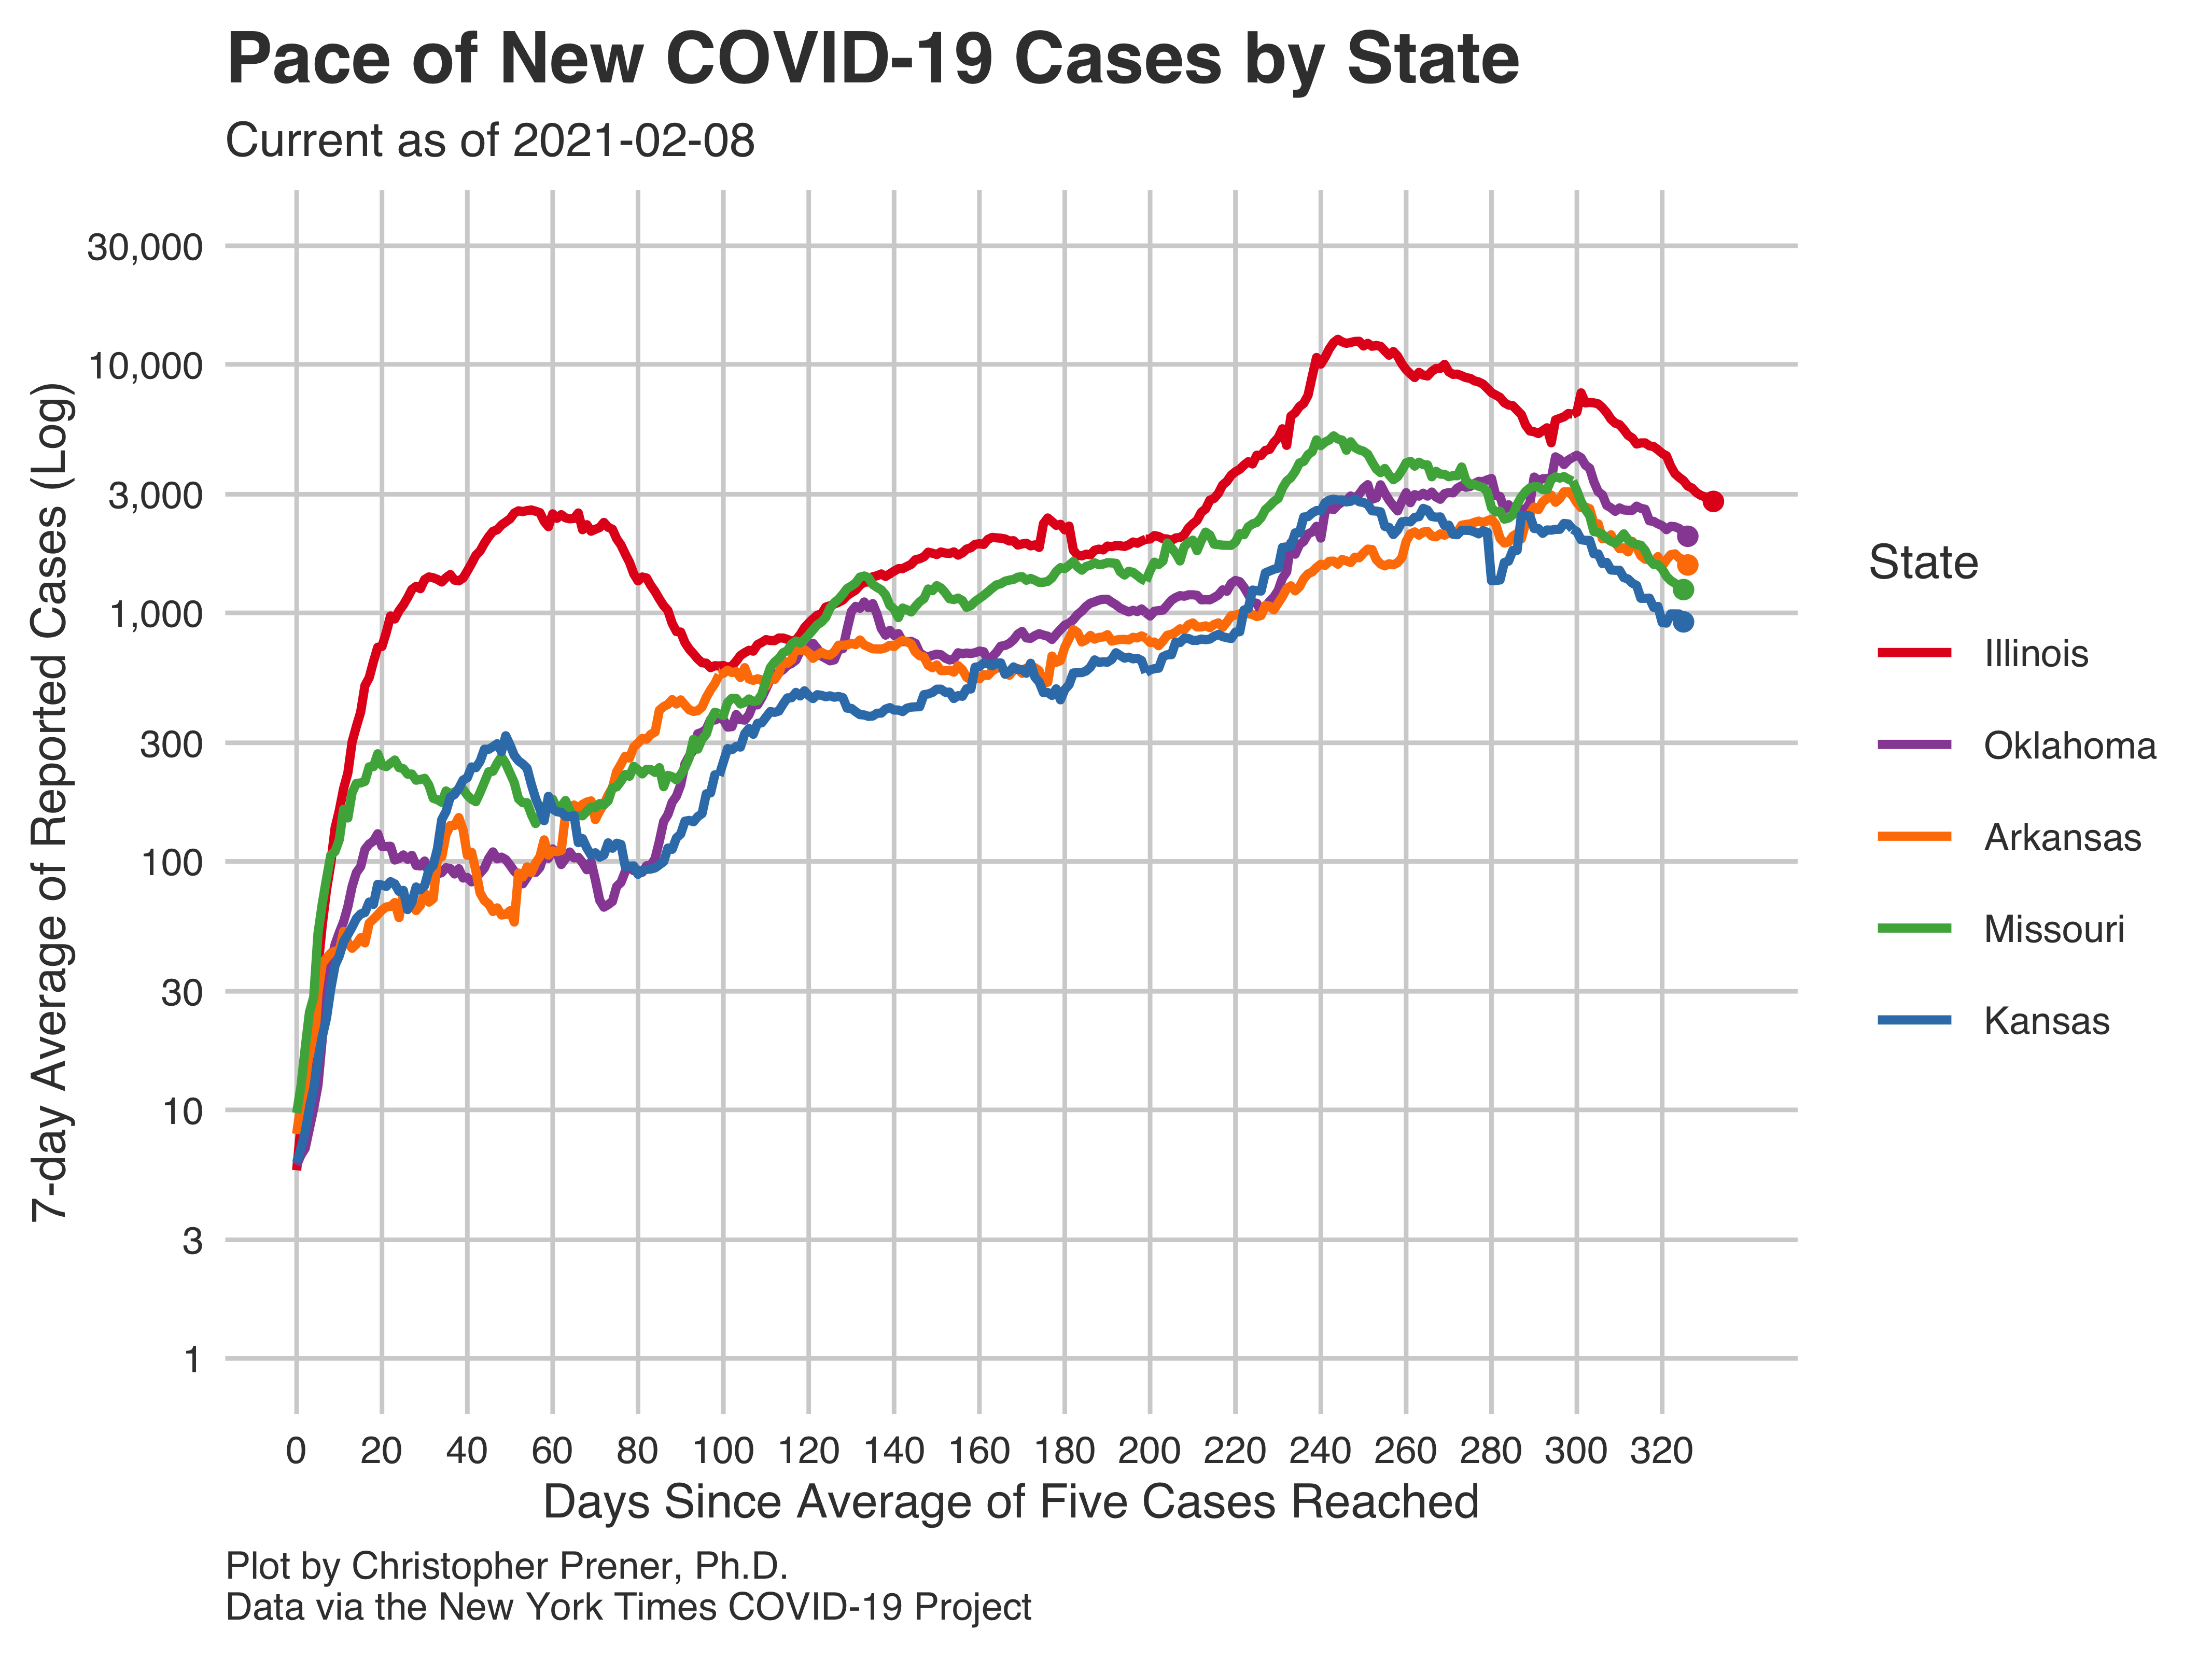 Pace of New COVID-19 Cases by State
Current as of 2021-02-08
7-day Average of Reported Cases (Log)
30,000
10,000
3,000
1,000
300
100
30
10
3
1
0 20 40 60 80 100 120 140 160 180 200 220 240 260 280 300 320
Days Since Average of Five Cases Reached
State
Illinois
Oklahoma
Arkansas
Missouri
Kansas
Plot by Christopher Prener, Ph.D.
Data via the New York Times COVID-19 Project